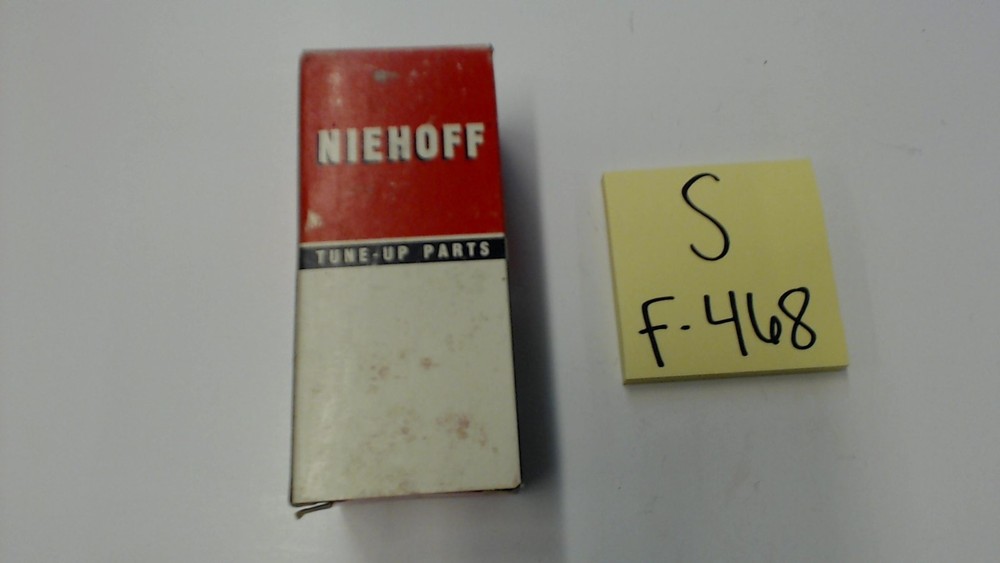 NIEHOFF
TUNE-UP PARTS
S
F-468